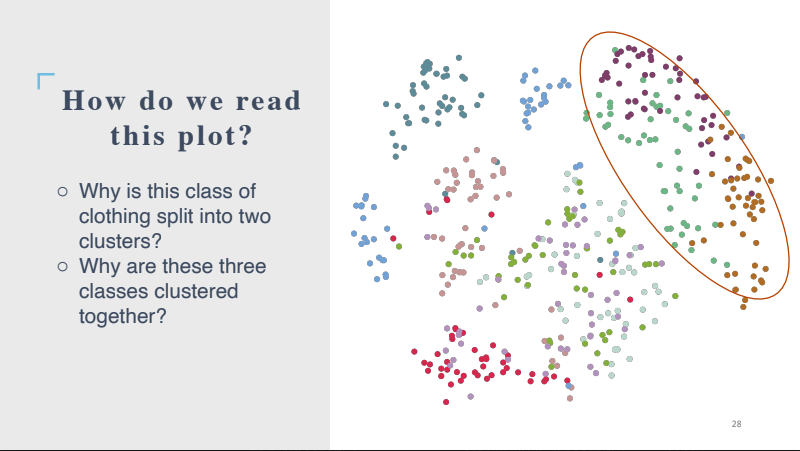 How do we read
this plot?
○ Why is this class of
clothing split into two
clusters?
○ Why are these three
classes clustered
together?
28